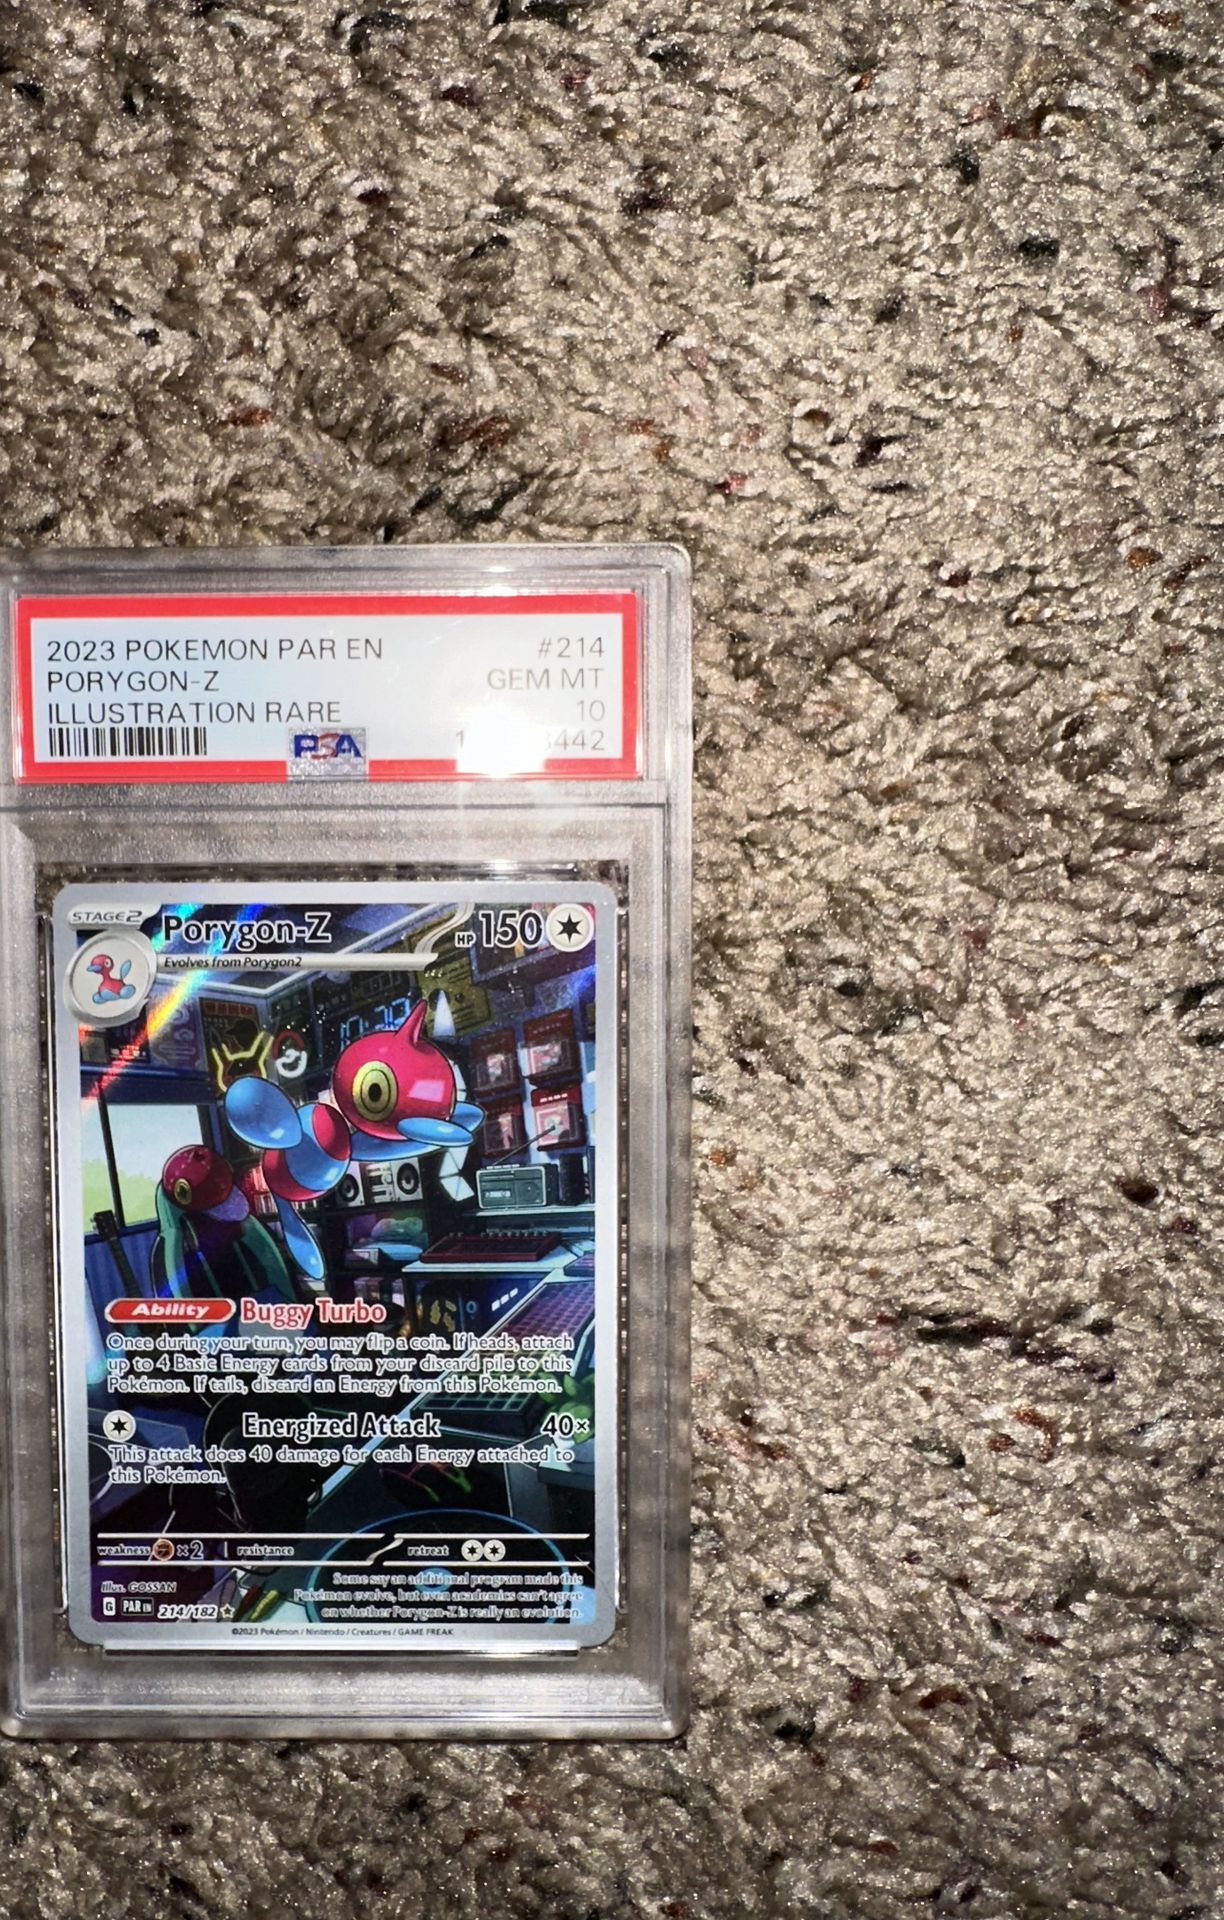 2023 POKEMON PAR EN #214
PORYGON-Z GEM MT
ILLUSTRATION RARE 10
PSA
3442
STAGE2
Porygon-Z HP 150
Evolves from Porygon2
Ability Buggy Turbo
Once during your turn, you may flip a coin. If heads, attach
up to 4 Basic Energy cards from your discard pile to this
Pokémon. If tails, discard an Energy from this Pokémon.
Energized Attack 40×
This attack does 40 damage for each Energy attached to
this Pokémon.
weakness ×2 resistance retreat
Some say an additional program made this
Pokémon evolve, but even academics can't agree
on whether Porygon-Z is really an evolution.
Illus. GOSSAN
G PAR EN 214/182
©2023 Pokémon / Nintendo / Creatures / GAME FREAK